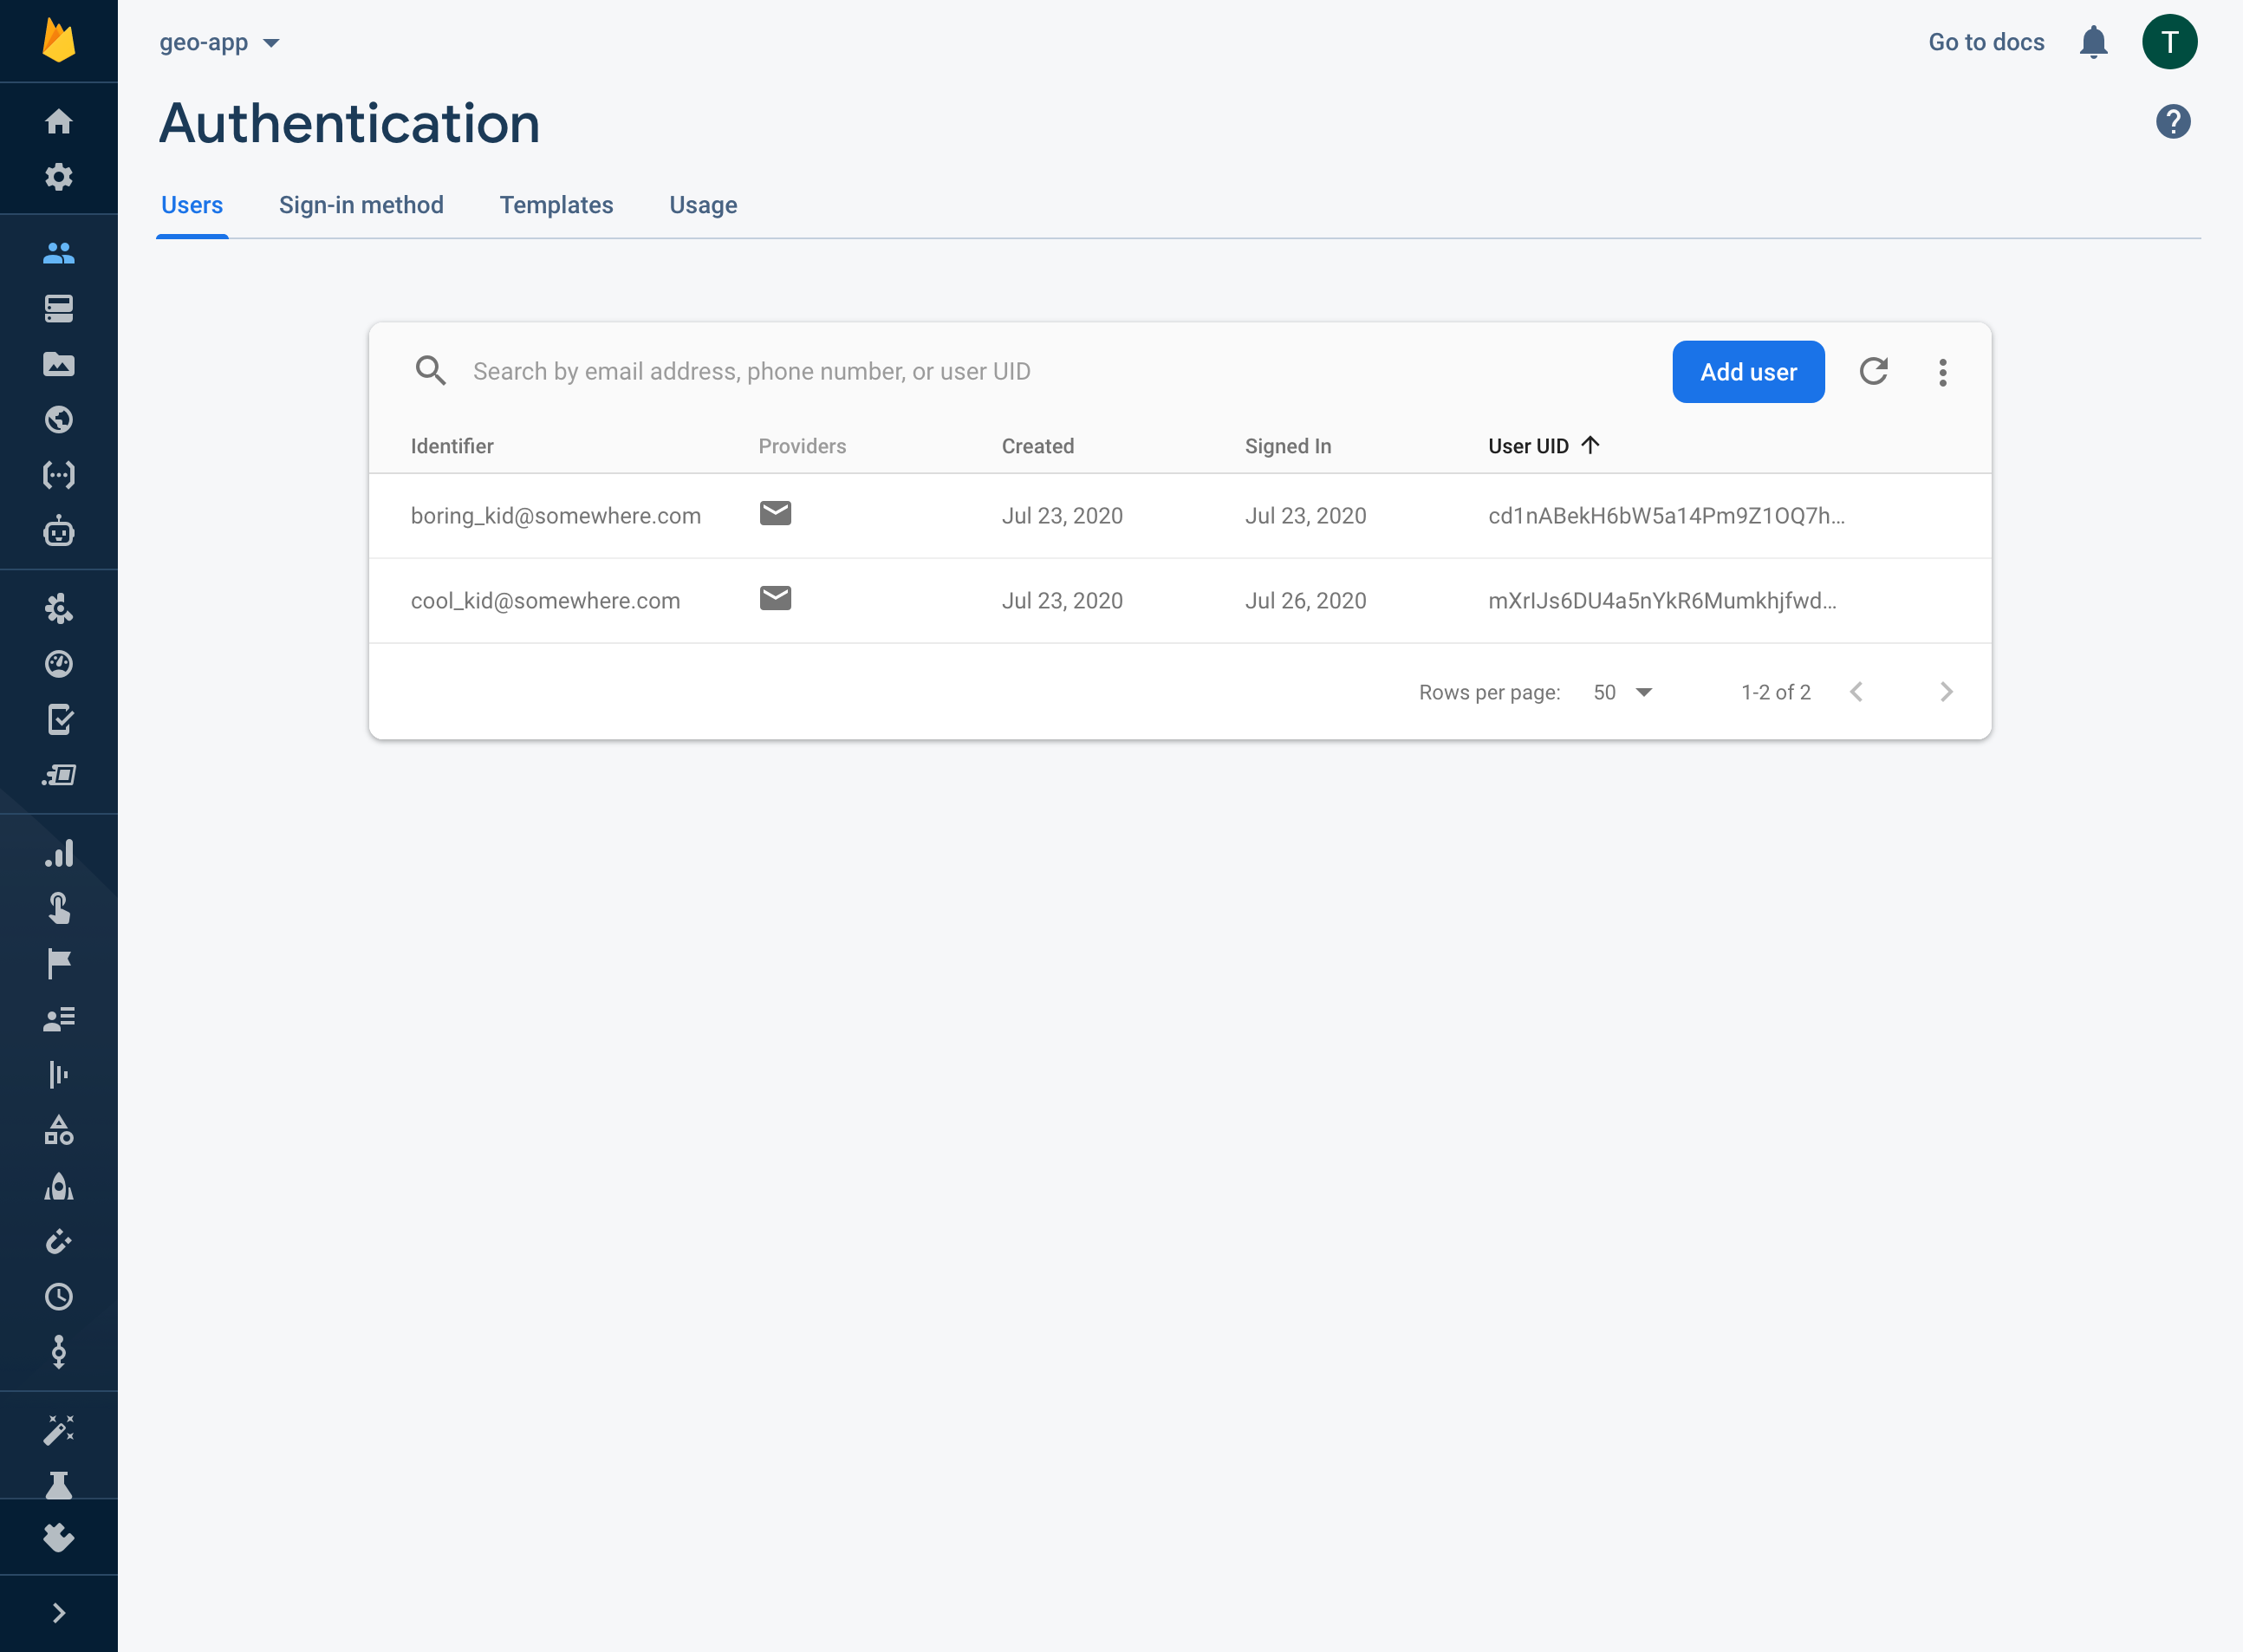 geo-app
Go to docs
T
Authentication
?
Users Sign-in method Templates Usage
Search by email address, phone number, or user UID
Add user
Identifier Providers Created Signed In User UID
boring_kid@somewhere.com Jul 23, 2020 Jul 23, 2020 cd1nABekH6bW5a14Pm9Z1OQ7h...
cool_kid@somewhere.com Jul 23, 2020 Jul 26, 2020 mXrIJs6DU4a5nYkR6Mumkhjfwd...
Rows per page: 50 1-2 of 2